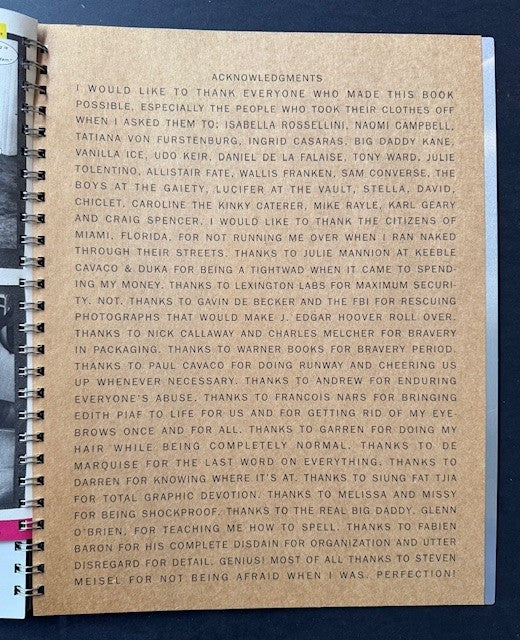 ACKNOWLEDGMENTS
I WOULD LIKE TO THANK EVERYONE WHO MADE THIS BOOK
POSSIBLE, ESPECIALLY THE PEOPLE WHO TOOK THEIR CLOTHES OFF
WHEN I ASKED THEM TO; ISABELLA ROSSELLINI, NAOMI CAMPBELL,
TATIANA VON FURSTENBURG, INGRID CASARAS, BIG DADDY KANE,
VANILLA ICE, UDO KEIR, DANIEL DE LA FALAISE, TONY WARD, JULIE
TOLENTINO, ALLISTAIR FATE, WALLIS FRANKEN, SAM CONVERSE, THE
BOYS AT THE GAIETY, LUCIFER AT THE VAULT, STELLA, DAVID,
CHICLET, CAROLINE THE KINKY CATERER, MIKE RAYLE, KARL GEARY
AND CRAIG SPENCER. I WOULD LIKE TO THANK THE CITIZENS OF
MIAMI, FLORIDA, FOR NOT RUNNING ME OVER WHEN I RAN NAKED
THROUGH THEIR STREETS. THANKS TO JULIE MANNION AT KEEBLE
CAVACO & DUKA FOR BEING A TIGHTWAD WHEN IT CAME TO SPEND-
ING MY MONEY. THANKS TO LEXINGTON LABS FOR MAXIMUM SECURI-
TY. NOT. THANKS TO GAVIN DE BECKER AND THE FBI FOR RESCUING
PHOTOGRAPHS THAT WOULD MAKE J. EDGAR HOOVER ROLL OVER.
THANKS TO NICK CALLAWAY AND CHARLES MELCHER FOR BRAVERY
IN PACKAGING. THANKS TO WARNER BOOKS FOR BRAVERY PERIOD.
THANKS TO PAUL CAVACO FOR DOING RUNWAY AND CHEERING US
UP WHENEVER NECESSARY. THANKS TO ANDREW FOR ENDURING
EVERYONE'S ABUSE. THANKS TO FRANCOIS NARS FOR BRINGING
EDITH PIAF TO LIFE FOR US AND FOR GETTING RID OF MY EYE-
BROWS ONCE AND FOR ALL. THANKS TO GARREN FOR DOING MY
HAIR WHILE BEING COMPLETELY NORMAL. THANKS TO DE
MARQUISE FOR THE LAST WORD ON EVERYTHING. THANKS TO
DARREN FOR KNOWING WHERE IT'S AT. THANKS TO SIUNG FAT TJIA
FOR TOTAL GRAPHIC DEVOTION. THANKS TO MELISSA AND MISSY
FOR BEING SHOCKPROOF. THANKS TO THE REAL BIG DADDY, GLENN
O'BRIEN, FOR TEACHING ME HOW TO SPELL. THANKS TO FABIEN
BARON FOR HIS COMPLETE DISDAIN FOR ORGANIZATION AND UTTER
DISREGARD FOR DETAIL. GENIUS! MOST OF ALL THANKS TO STEVEN
MEISEL FOR NOT BEING AFRAID WHEN I WAS. PERFECTION!